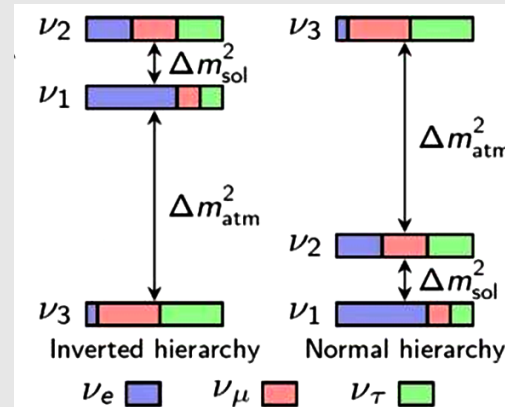 ν₂
Δm²sol
ν₁
Δm²atm
ν₃
Inverted hierarchy
ν₃
Δm²atm
ν₂
Δm²sol
ν₁
Normal hierarchy
νₑ νμ ντ